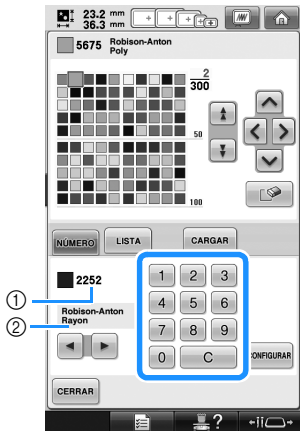 23.2 mm
36.3 mm
5675 Robison-Anton
Poly
2
300
50
100
NÚMERO LISTA CARGAR
① 2252
1 2 3
Robison-Anton
② Rayon
4 5 6
7 8 9
0 C
CONFIGURAR
CERRAR
?